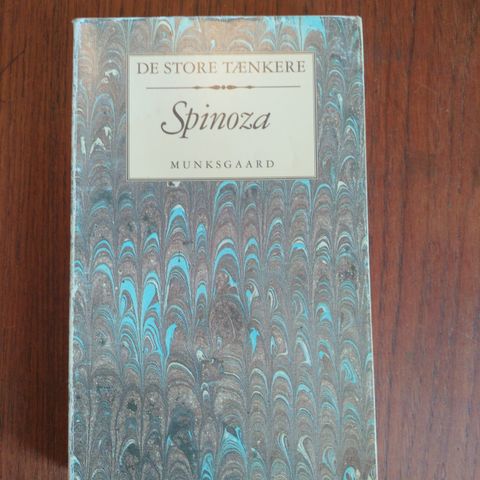 DE STORE TÆNKERE
Spinoza
MUNKSGAARD